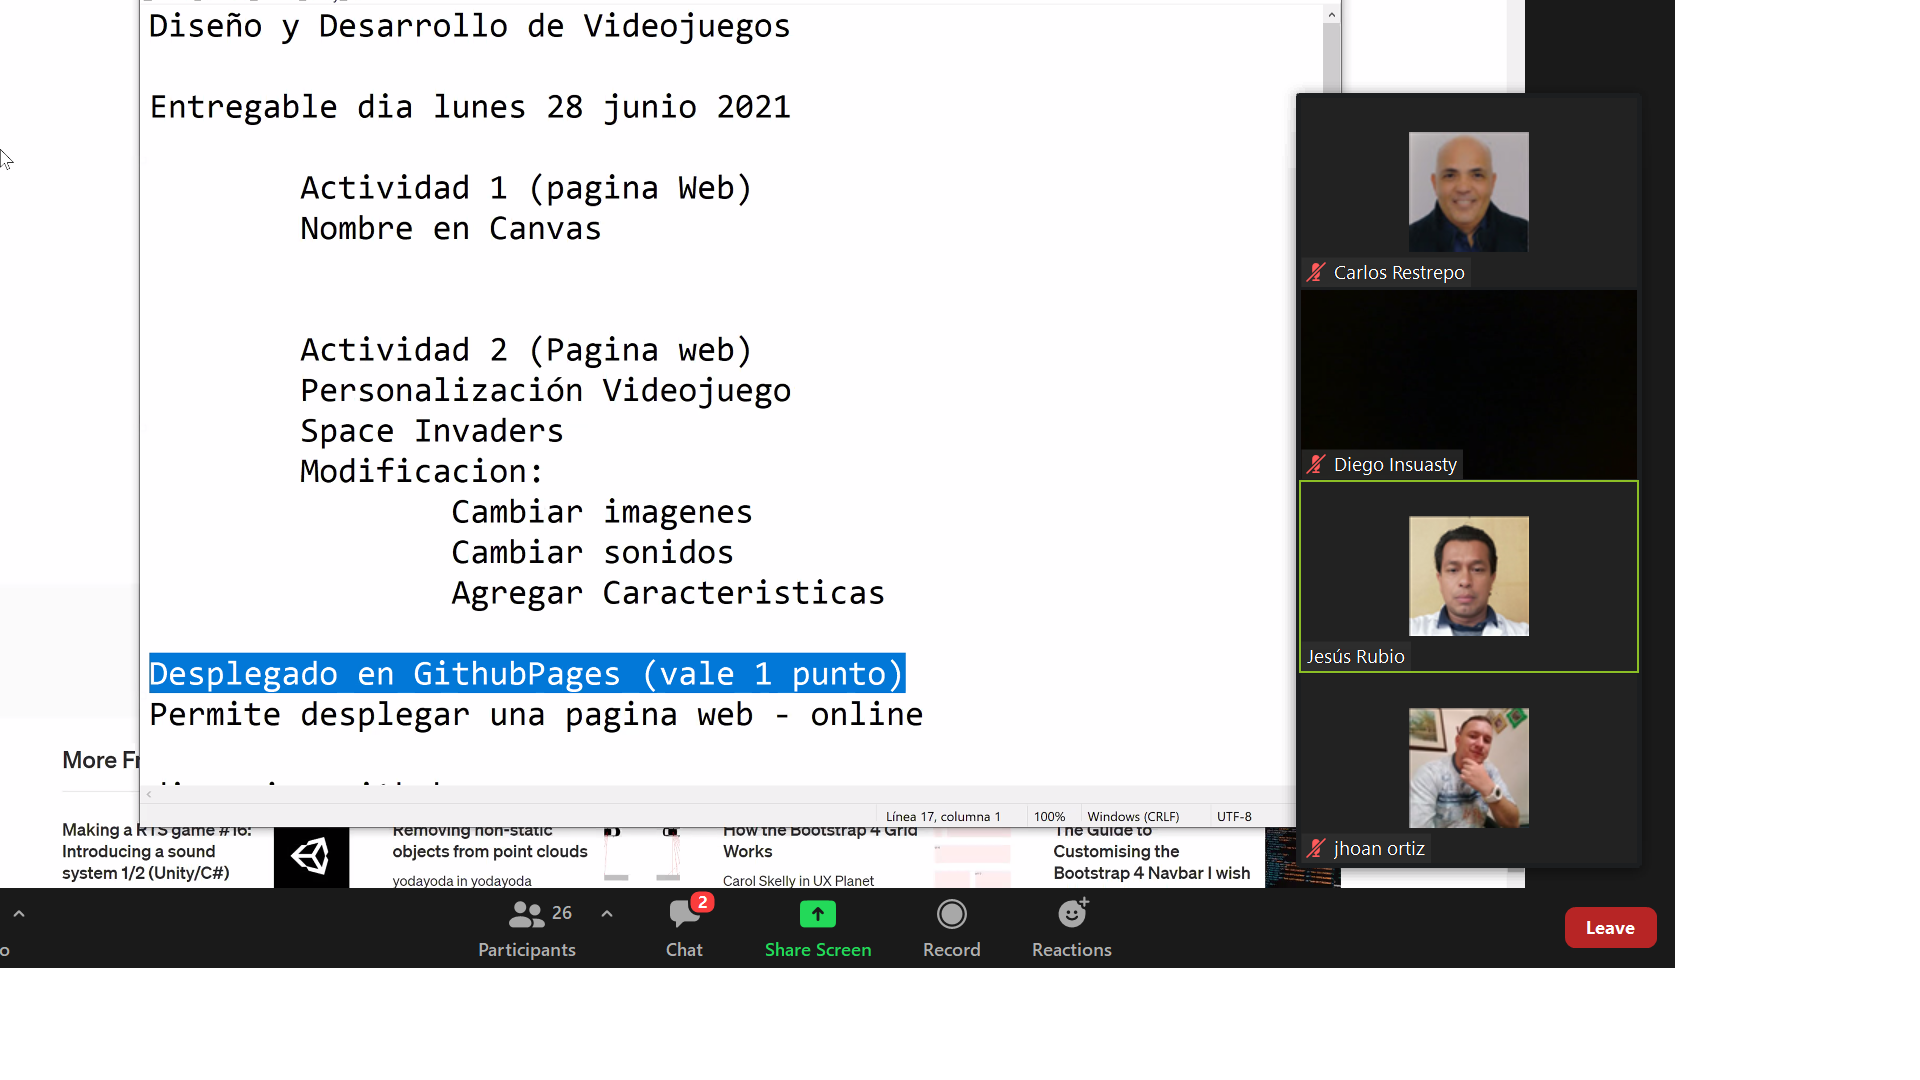 Diseño y Desarrollo de Videojuegos
Entregable dia lunes 28 junio 2021
Actividad 1 (pagina Web)
Nombre en Canvas
Actividad 2 (Pagina web)
Personalización Videojuego
Space Invaders
Modificacion:
Cambiar imagenes
Cambiar sonidos
Agregar Caracteristicas
Desplegado en GithubPages (vale 1 punto)
Permite desplegar una pagina web - online
Línea 17, columna 1
100%
Windows (CRLF)
UTF-8
Carlos Restrepo
Diego Insuasty
Jesús Rubio
jhoan ortiz
More Fr
Making a RTS game #16:
Introducing a sound
system 1/2 (Unity/C#)
Removing non-static
objects from point clouds
yodayoda in yodayoda
How the Bootstrap 4 Grid
Works
Carol Skelly in UX Planet
The Guide to
Customising the
Bootstrap 4 Navbar I wish
26
Participants
2
Chat
Share Screen
Record
Reactions
Leave